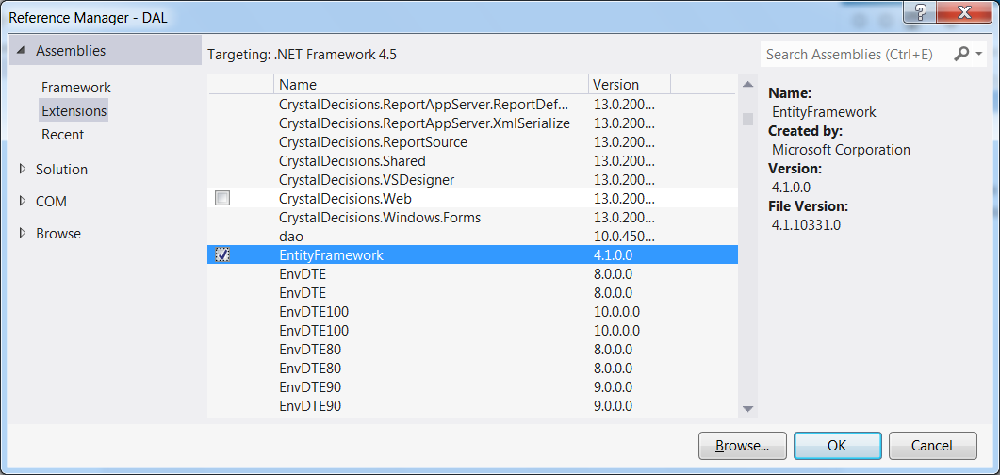 Reference Manager - DAL
Assemblies
Framework
Extensions
Recent
Solution
COM
Browse
Targeting: .NET Framework 4.5
Search Assemblies (Ctrl+E)
Name Version
CrystalDecisions.ReportAppServer.ReportDef... 13.0.200...
CrystalDecisions.ReportAppServer.XmlSerialize 13.0.200...
CrystalDecisions.ReportSource 13.0.200...
CrystalDecisions.Shared 13.0.200...
CrystalDecisions.VSDesigner 13.0.200...
CrystalDecisions.Web 13.0.200...
CrystalDecisions.Windows.Forms 13.0.200...
dao 10.0.450...
EntityFramework 4.1.0.0
EnvDTE 8.0.0.0
EnvDTE 8.0.0.0
EnvDTE100 10.0.0.0
EnvDTE100 10.0.0.0
EnvDTE80 8.0.0.0
EnvDTE80 8.0.0.0
EnvDTE90 9.0.0.0
EnvDTE90 9.0.0.0
Name:
EntityFramework
Created by:
Microsoft Corporation
Version:
4.1.0.0
File Version:
4.1.10331.0
Browse... OK Cancel